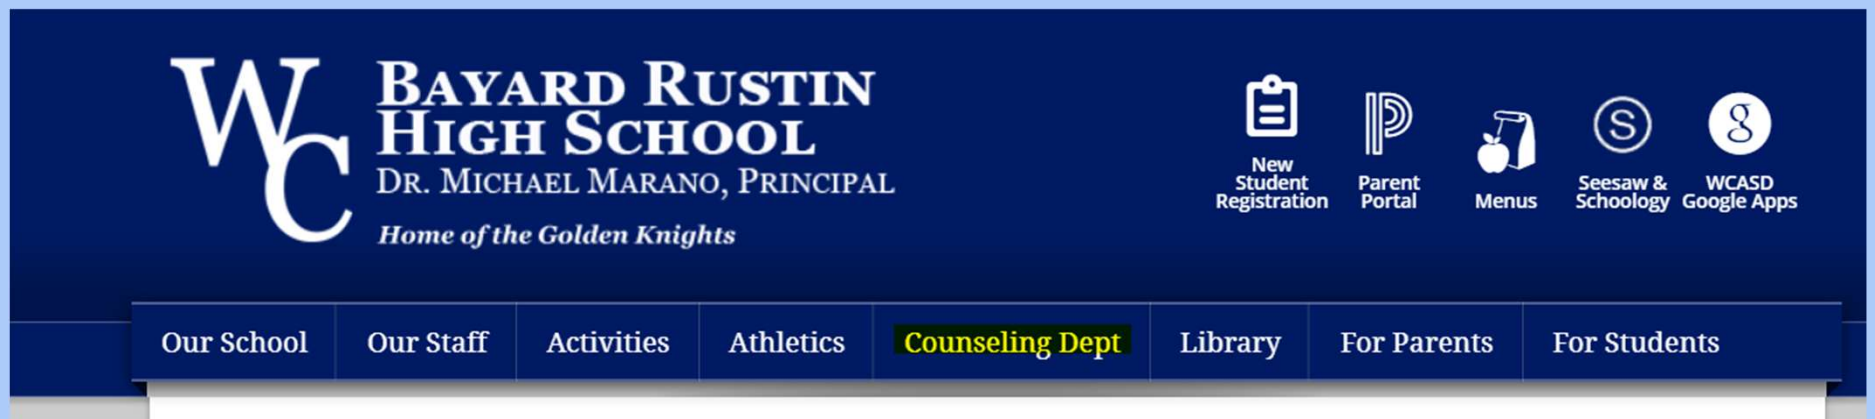 WC
BAYARD RUSTIN
HIGH SCHOOL
DR. MICHAEL MARANO, PRINCIPAL
Home of the Golden Knights
New
Student
Registration
Parent
Portal
Menus
S
Seesaw &
Schoology
g
WCASD
Google Apps
Our School
Our Staff
Activities
Athletics
Counseling Dept
Library
For Parents
For Students